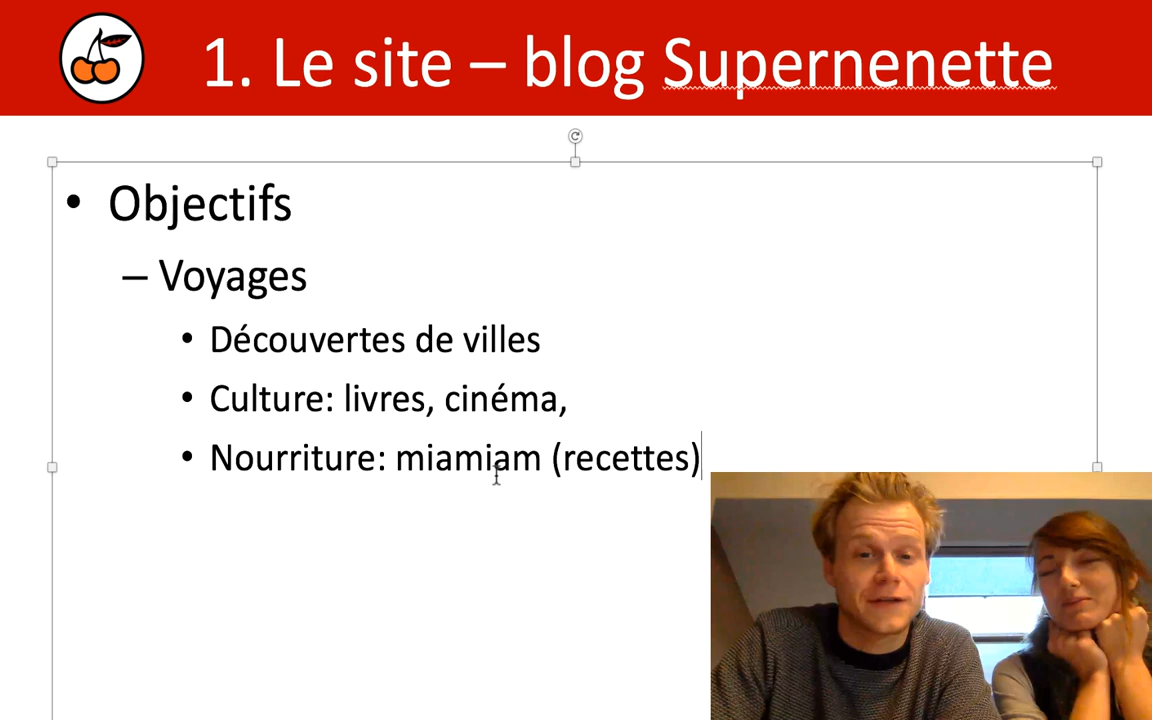 1. Le site – blog Supernenette
• Objectifs
– Voyages
• Découvertes de villes
• Culture: livres, cinéma,
• Nourriture: miamiam (recettes)